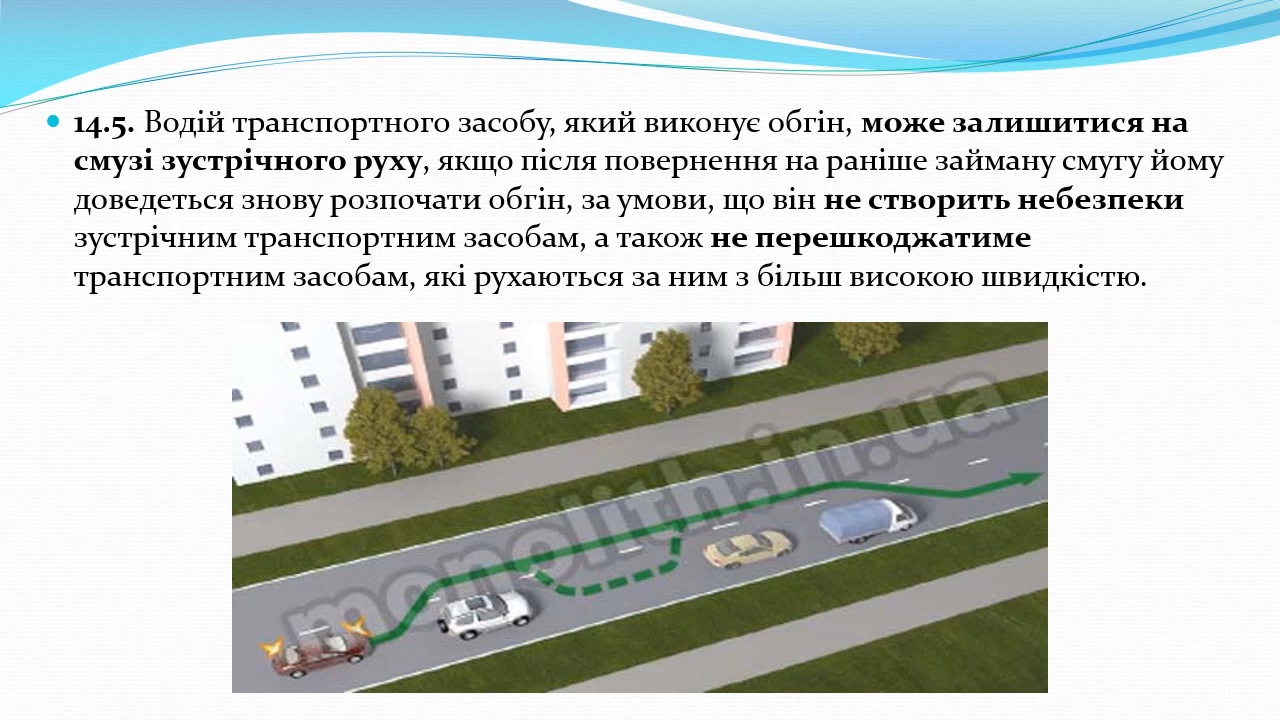 14.5. Водій транспортного засобу, який виконує обгін, може залишитися на
смузі зустрічного руху, якщо після повернення на раніше займану смугу йому
доведеться знову розпочати обгін, за умови, що він не створить небезпеки
зустрічним транспортним засобам, а також не перешкоджатиме
транспортним засобам, які рухаються за ним з більш високою швидкістю.
monolith.in.ua